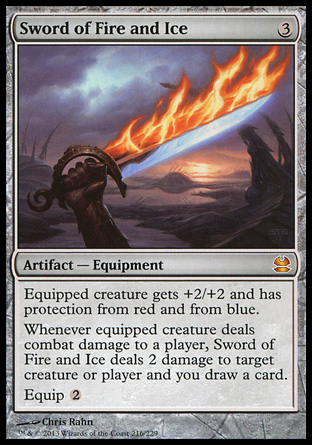 Sword of Fire and Ice 3
Artifact — Equipment
Equipped creature gets +2/+2 and has
protection from red and from blue.
Whenever equipped creature deals
combat damage to a player, Sword of
Fire and Ice deals 2 damage to target
creature or player and you draw a card.
Equip 2
Chris Rahn
™ & © 2013 Wizards of the Coast 216/229